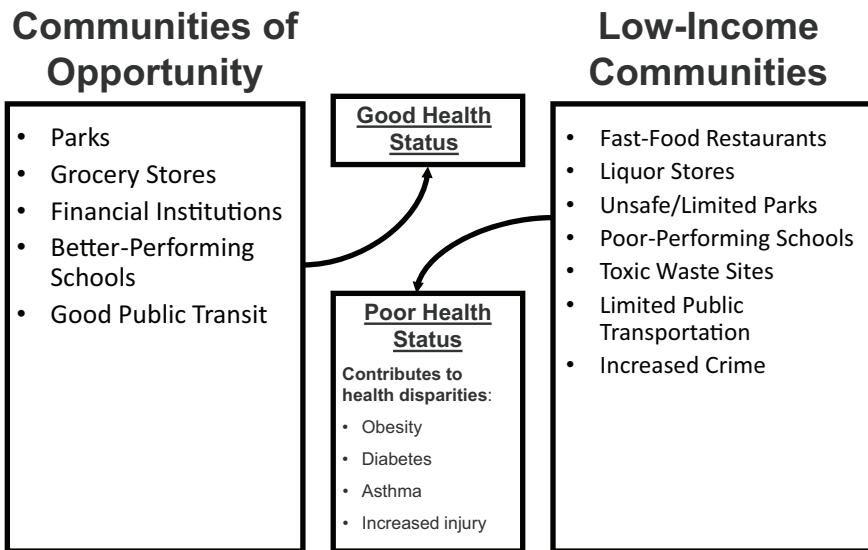 Communities of
Opportunity
• Parks
• Grocery Stores
• Financial Institutions
• Better-Performing
Schools
• Good Public Transit
Good Health
Status
Poor Health
Status
Contributes to
health disparities:
• Obesity
• Diabetes
• Asthma
• Increased injury
Low-Income
Communities
• Fast-Food Restaurants
• Liquor Stores
• Unsafe/Limited Parks
• Poor-Performing Schools
• Toxic Waste Sites
• Limited Public
Transportation
• Increased Crime